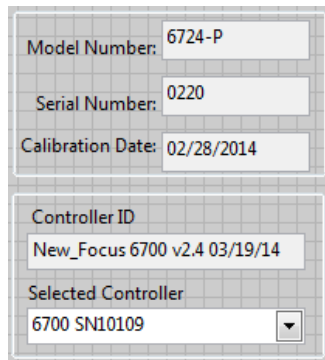 Model Number: 6724-P
Serial Number: 0220
Calibration Date: 02/28/2014
Controller ID
New_Focus 6700 v2.4 03/19/14
Selected Controller
6700 SN10109